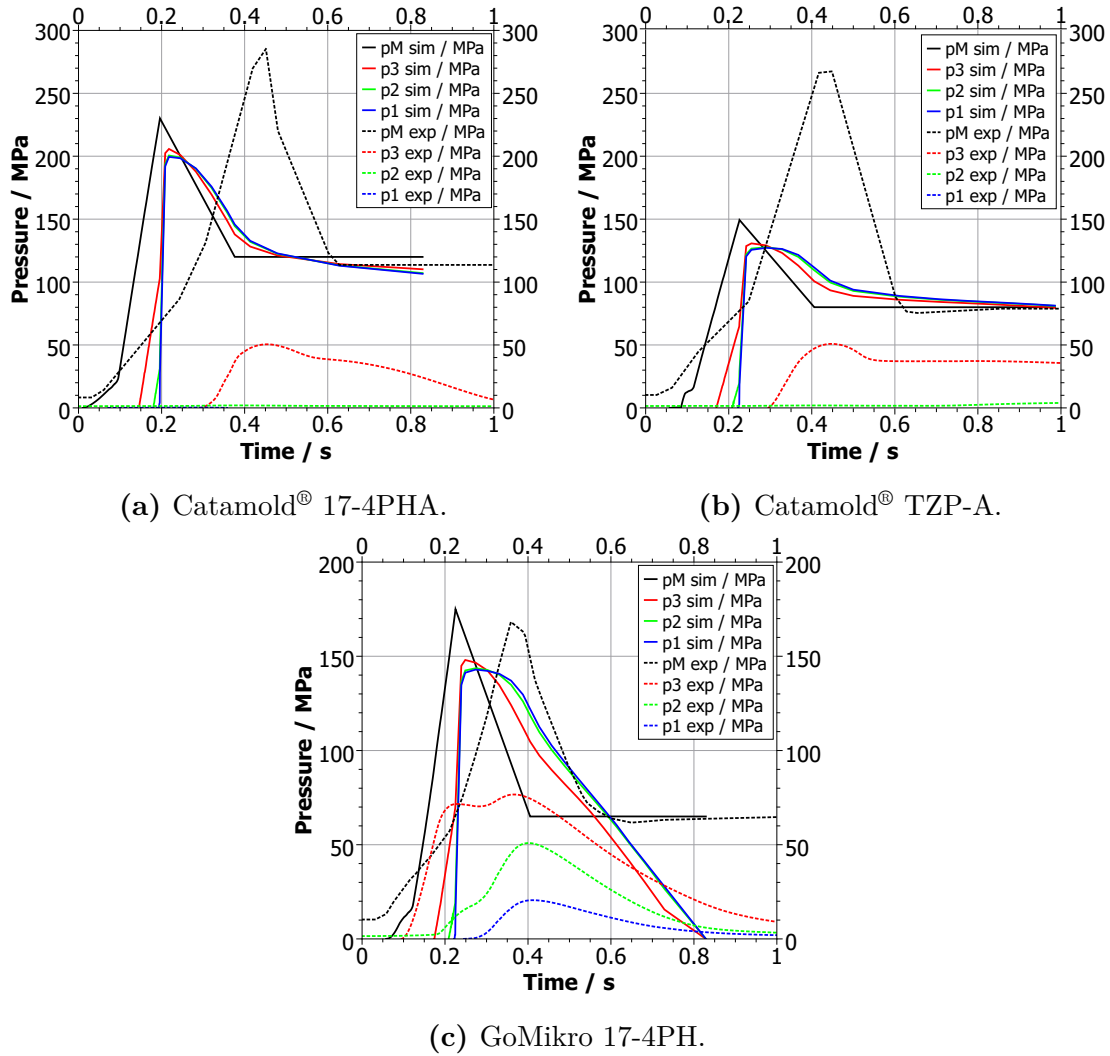 0 0.2 0.4 0.6 0.8 1
300 300
pM sim / MPa
p3 sim / MPa
250 250
p2 sim / MPa
p1 sim / MPa
pM exp / MPa
200 200
p3 exp / MPa
p2 exp / MPa
p1 exp / MPa
150 150
100 100
50 50
0 0
Pressure / MPa
0 0.2 0.4 0.6 0.8 1
Time / s
(a) Catamold® 17-4PHA.
0 0.2 0.4 0.6 0.8 1
300 300
pM sim / MPa
p3 sim / MPa
250 250
p2 sim / MPa
p1 sim / MPa
pM exp / MPa
200 200
p3 exp / MPa
p2 exp / MPa
p1 exp / MPa
150 150
100 100
50 50
0 0
Pressure / MPa
0 0.2 0.4 0.6 0.8 1
Time / s
(b) Catamold® TZP-A.
0 0.2 0.4 0.6 0.8 1
200 200
pM sim / MPa
p3 sim / MPa
p2 sim / MPa
p1 sim / MPa
150 150
pM exp / MPa
p3 exp / MPa
p2 exp / MPa
p1 exp / MPa
100 100
50 50
0 0
Pressure / MPa
0 0.2 0.4 0.6 0.8 1
Time / s
(c) GoMikro 17-4PH.